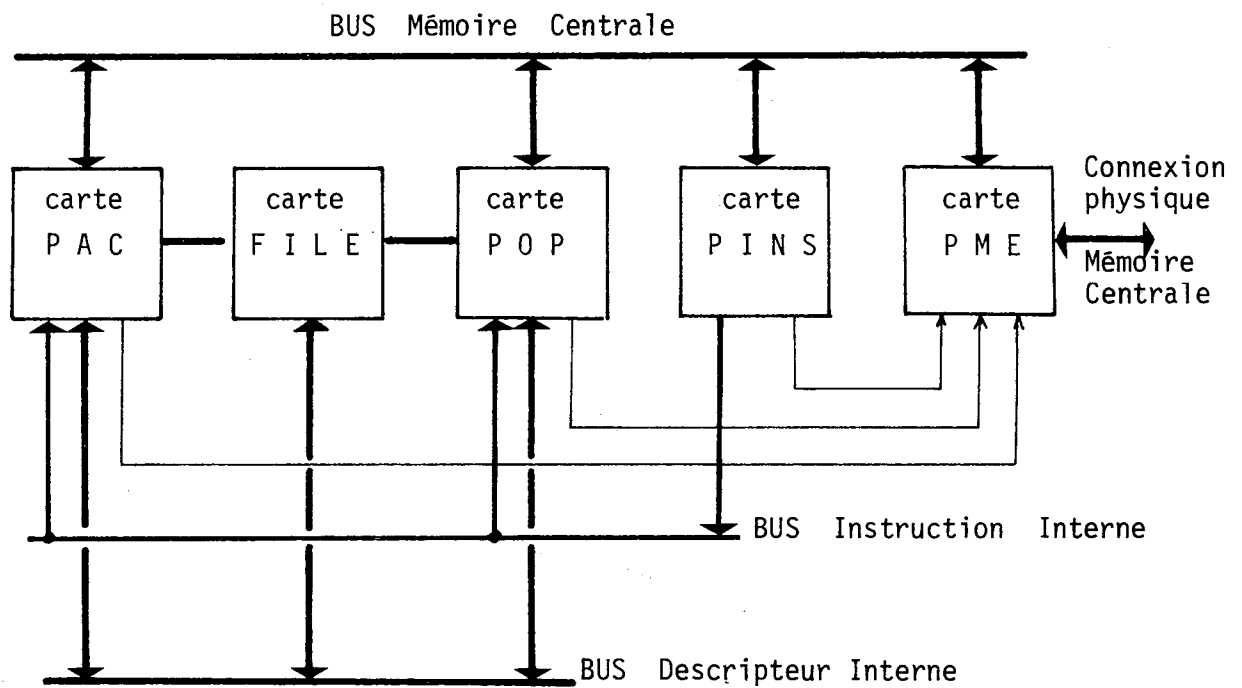 BUS Mémoire Centrale
carte
P A C
carte
F I L E
carte
P O P
carte
P I N S
carte
P M E
Connexion
physique
Mémoire
Centrale
BUS Instruction Interne
BUS Descripteur Interne